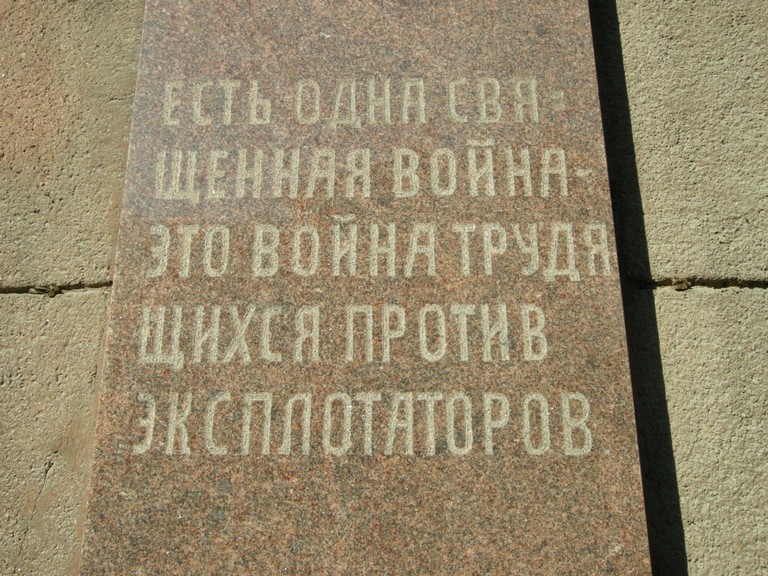 ЕСТЬ ОДНА СВЯ-
ЩЕННАЯ ВОЙНА-
ЭТО ВОЙНА ТРУДЯ
ЩИХСЯ ПРОТИВ
ЭКСПЛОТАТОРОВ.